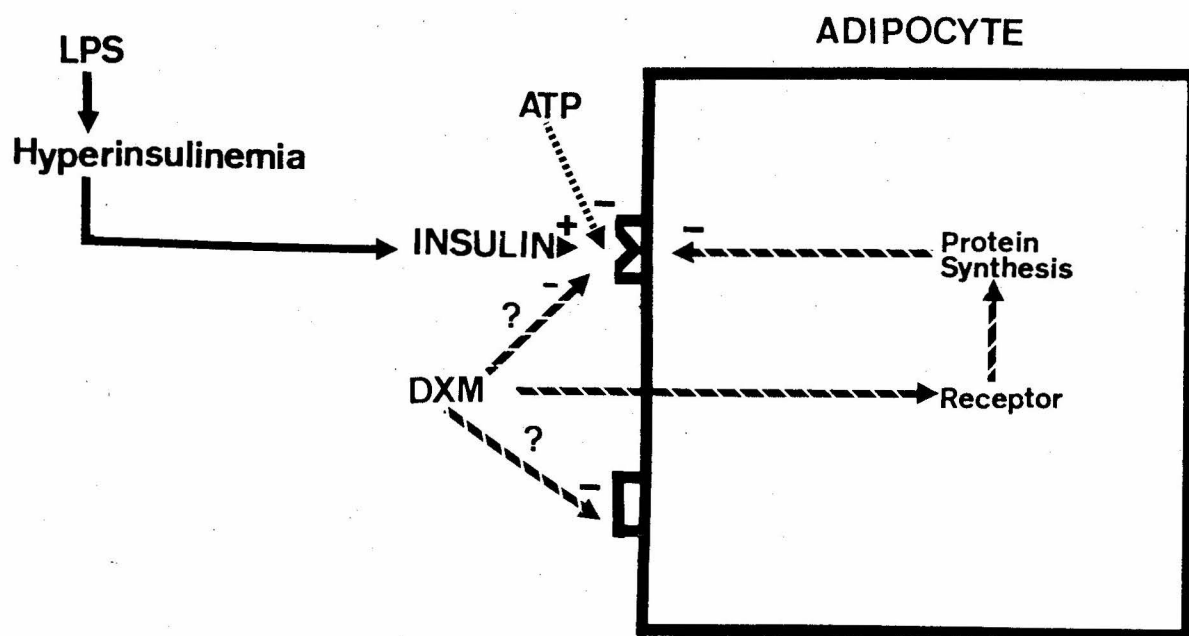 ADIPOCYTE
LPS
ATP
Hyperinsulinemia
-
INSULIN +
-
Protein
Synthesis
-
?
DXM
Receptor
?
-